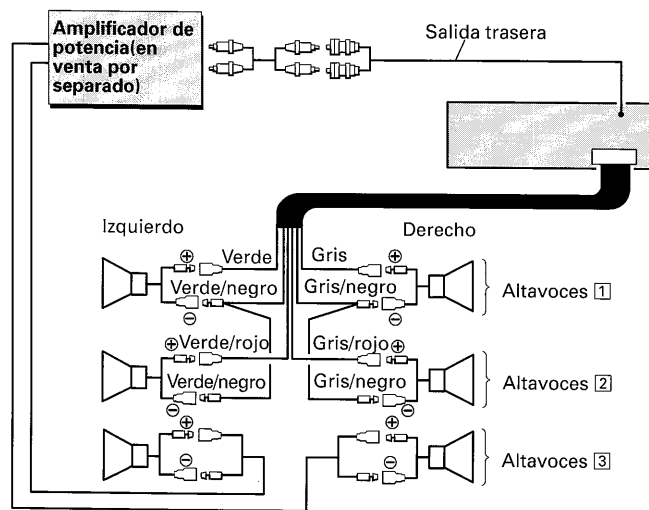 Amplificador de
potencia(en
venta por
separado)
Salida trasera
Izquierdo
Derecho
⊕
Verde
Gris
⊕
Verde/negro
Gris/negro
Altavoces 1
⊖
⊖
⊕
Verde/rojo
Gris/rojo
⊕
Verde/negro
Gris/negro
Altavoces 2
⊖
⊖
⊕
⊕
⊖
⊖
Altavoces 3